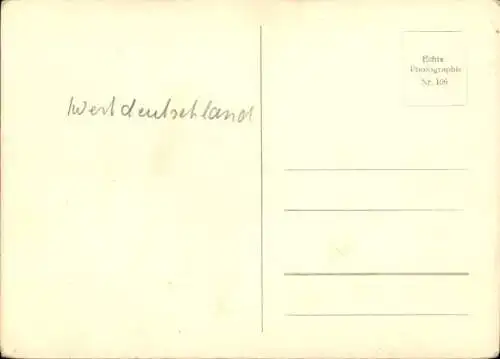 Westdeutschland
Echte
Photographie
Nr. 106